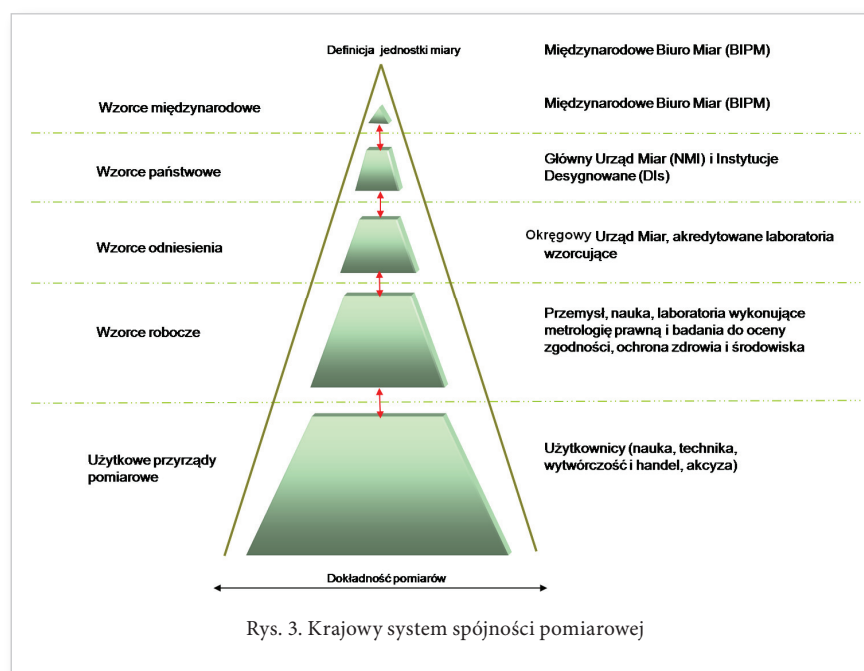 Definicja jednostki miary
Międzynarodowe Biuro Miar (BIPM)
Wzorce międzynarodowe
Międzynarodowe Biuro Miar (BIPM)
Wzorce państwowe
Główny Urząd Miar (NMI) i Instytucje
Desygnowane (DIs)
Wzorce odniesienia
Okręgowy Urząd Miar, akredytowane laboratoria
wzorcujące
Wzorce robocze
Przemysł, nauka, laboratoria wykonujące
metrologię prawną i badania do oceny
zgodności, ochrona zdrowia i środowiska
Użytkowe przyrządy
pomiarowe
Użytkownicy (nauka, technika,
wytwórczość i handel, akcyza)
Dokładność pomiarów
Rys. 3. Krajowy system spójności pomiarowej